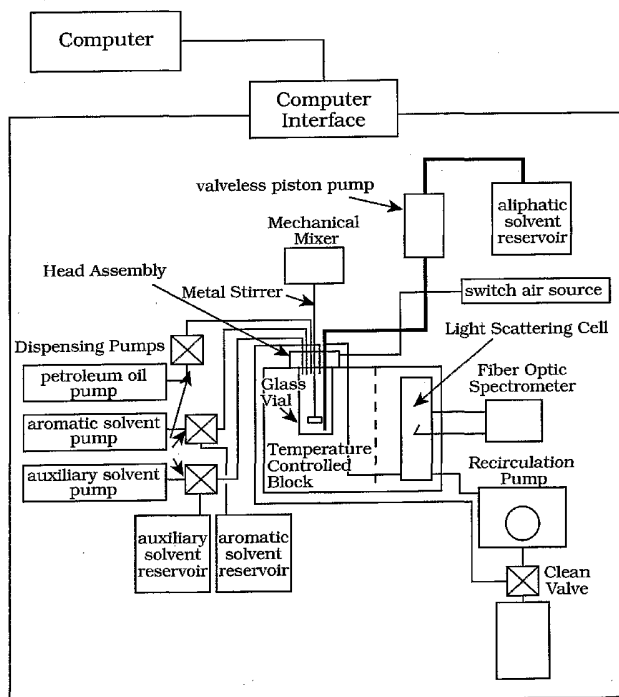 Computer
Computer
Interface
valveless piston pump
aliphatic
solvent
reservoir
Mechanical
Mixer
Head Assembly
Metal Stirrer
switch air source
Light Scattering Cell
Dispensing Pumps
petroleum oil
pump
Glass
Vial
Fiber Optic
Spectrometer
aromatic solvent
pump
Temperature
Controlled
Block
auxiliary solvent
pump
Recirculation
Pump
auxiliary
solvent
reservoir
aromatic
solvent
reservoir
Clean
Valve